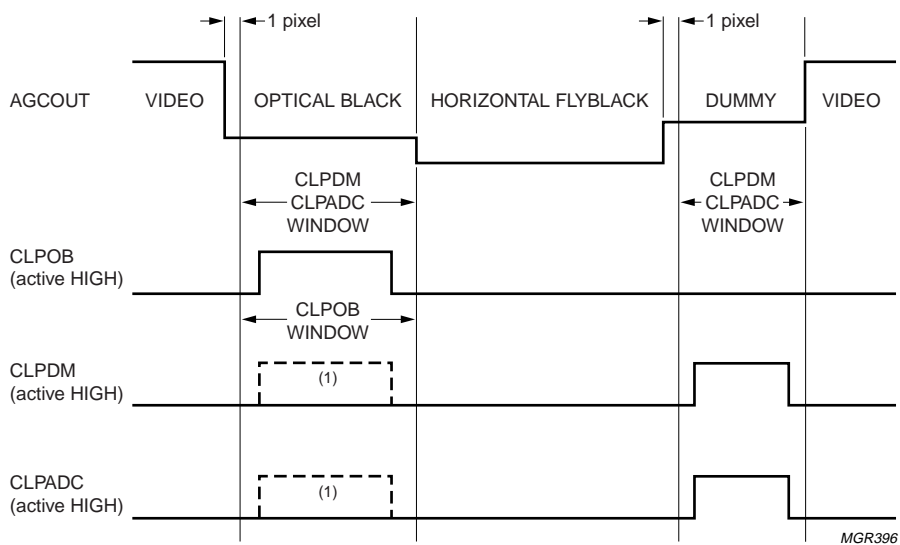 1 pixel
1 pixel
AGCOUT VIDEO OPTICAL BLACK HORIZONTAL FLYBLACK DUMMY VIDEO
CLPDM
CLPADC
WINDOW
CLPDM
CLPADC
WINDOW
CLPOB
(active HIGH)
CLPOB
WINDOW
CLPDM
(active HIGH)
(1)
CLPADC
(active HIGH)
(1)
MGR396